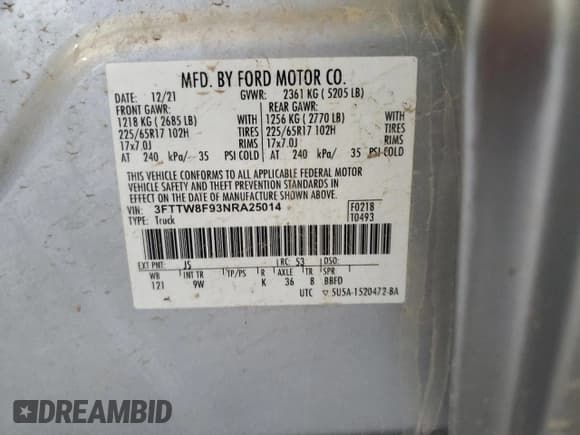 MFD. BY FORD MOTOR CO.
DATE: 12/21 GVWR: 2361 KG ( 5205 LB)
FRONT GAWR: REAR GAWR:
1218 KG ( 2685 LB) WITH 1256 KG ( 2770 LB) WITH
225/65R17 102H TIRES 225/65R17 102H TIRES
17x7.0J RIMS 17x7.0J RIMS
AT 240 kPa/ 35 PSI COLD AT 240 kPa/ 35 PSI COLD
THIS VEHICLE CONFORMS TO ALL APPLICABLE FEDERAL MOTOR
VEHICLE SAFETY AND THEFT PREVENTION STANDARDS IN
EFFECT ON THE DATE OF MANUFACTURE SHOWN ABOVE.
VIN: 3FTTW8F93NRA25014 F0218
TYPE: Truck T0493
EXT PNT: JS RC: 53 DSO:
WB INT TR TP/PS R AXLE TR SPR
121 9W K 36 8 BBFD
UTC ▽ 5U5A-1520472-BA
DREAMBID